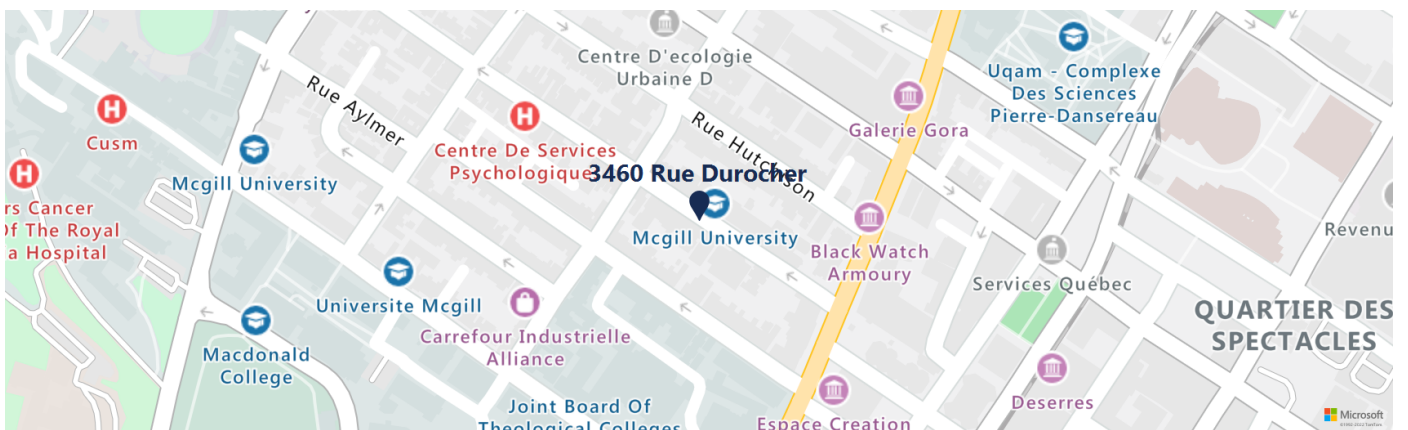 Centre D'ecologie
Urbaine D
Uqam - Complexe
Des Sciences
Pierre-Dansereau
Rue Aylmer
Rue Hutchinson
Galerie Gora
Cusm
Centre De Services
Psychologique
3460 Rue Durocher
Mcgill University
rs Cancer
Of The Royal
a Hospital
Mcgill University
Black Watch
Armoury
Revenu
Services Québec
Universite Mcgill
QUARTIER DES
SPECTACLES
Carrefour Industrielle
Alliance
Macdonald
College
Joint Board Of
Theological Colleges
Deserres
Espace Creation
Microsoft